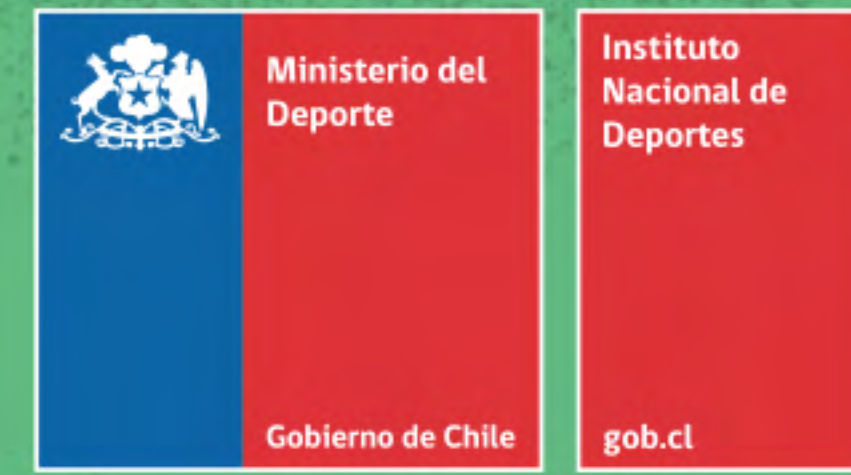 Ministerio del
Deporte
Gobierno de Chile
Instituto
Nacional de
Deportes
gob.cl